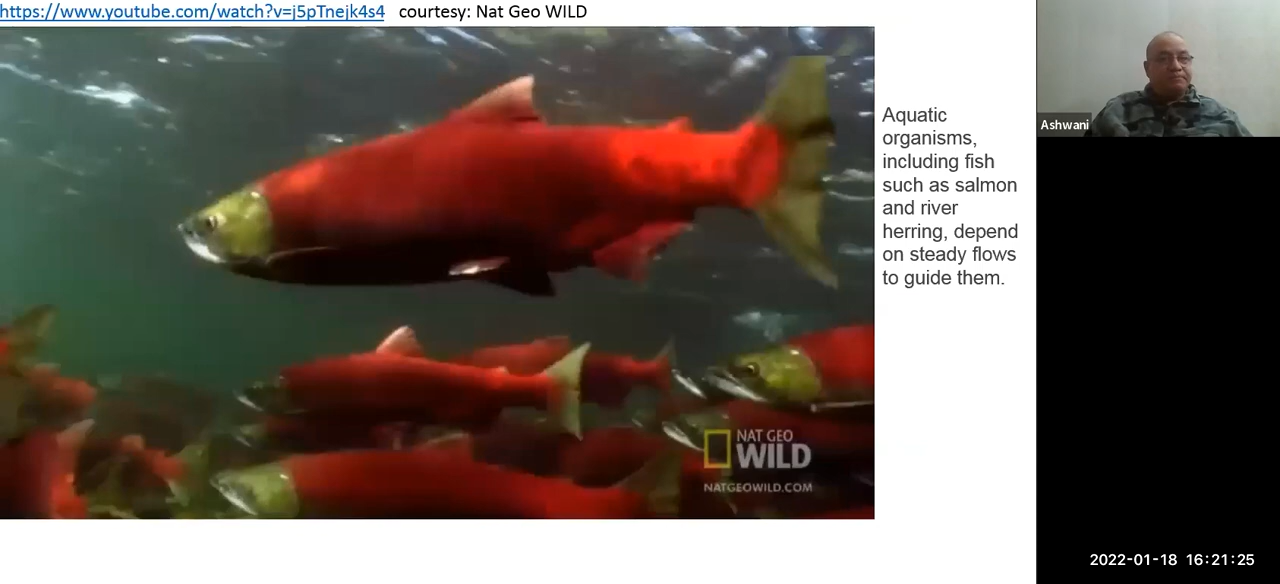 https://www.youtube.com/watch?v=j5pTnejk4s4 courtesy: Nat Geo WILD
Aquatic
organisms,
including fish
such as salmon
and river
herring, depend
on steady flows
to guide them.
Ashwani
NAT GEO
WILD
NATGEOWILD.COM
2022-01-18 16:21:25